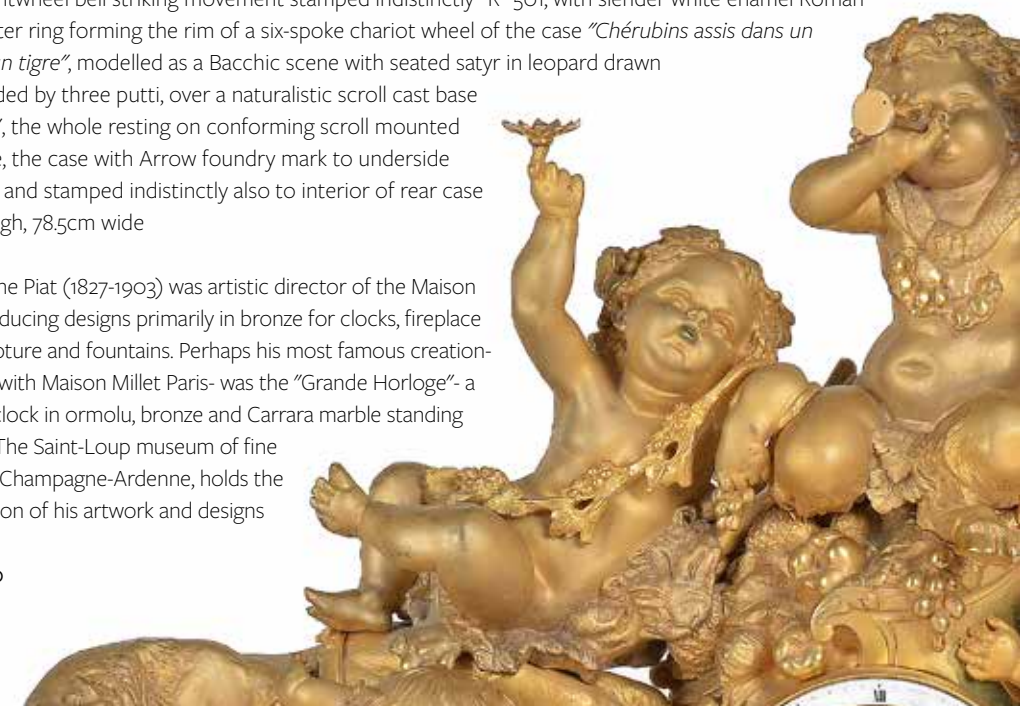 ntwheel bell striking movement stamped indistinctly "R" 501, with slender white enamel Roman
ter ring forming the rim of a six-spoke chariot wheel of the case "Chérubins assis dans un
n tigre", modelled as a Bacchic scene with seated satyr in leopard drawn
ded by three putti, over a naturalistic scroll cast base
", the whole resting on conforming scroll mounted
e, the case with Arrow foundry mark to underside
and stamped indistinctly also to interior of rear case
gh, 78.5cm wide
ne Piat (1827-1903) was artistic director of the Maison
ducing designs primarily in bronze for clocks, fireplace
pture and fountains. Perhaps his most famous creation-
with Maison Millet Paris- was the "Grande Horloge"- a
clock in ormolu, bronze and Carrara marble standing
The Saint-Loup museum of fine
Champagne-Ardenne, holds the
on of his artwork and designs
XII